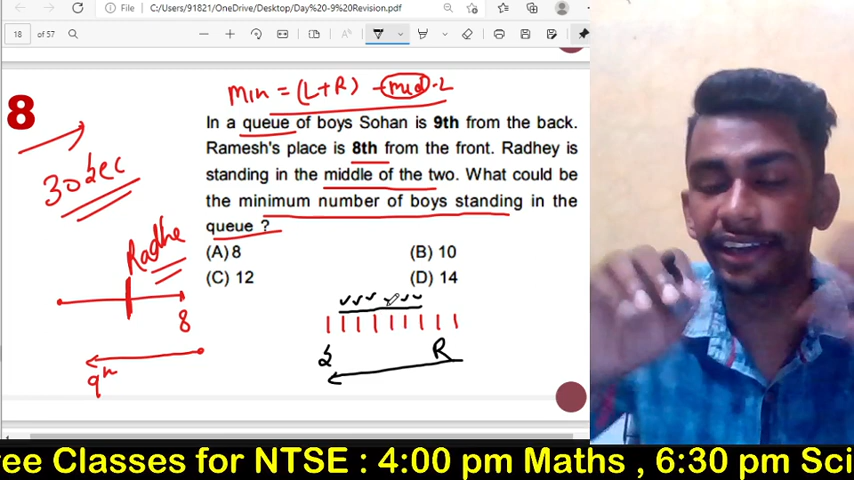 C:/Users/91821/OneDrive/Desktop/Day%20-9%20Revision.pdf
18 of 57
8
Min = (L+R) - mid - 2
In a queue of boys Sohan is 9th from the back.
Ramesh's place is 8th from the front. Radhey is
standing in the middle of the two. What could be
the minimum number of boys standing in the
queue ?
(A) 8 (B) 10
(C) 12 (D) 14
30 Sec
Radhe
8
9th
S R
ree Classes for NTSE : 4:00 pm Maths , 6:30 pm Sci